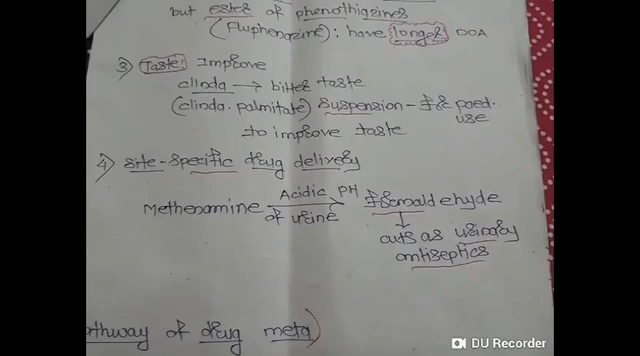 but ester of phenothiazines
(Fluphenazine): have longer DOA
3) Taste: Improve
clinda → bitter taste
(clinda. palmitate) suspension - for paed. use
to improve taste
4) site-specific drug delivery
Methenamine Acidic pH of urine → formaldehyde
↓
acts as urinary
antiseptics
athway of drug meta)
DU Recorder